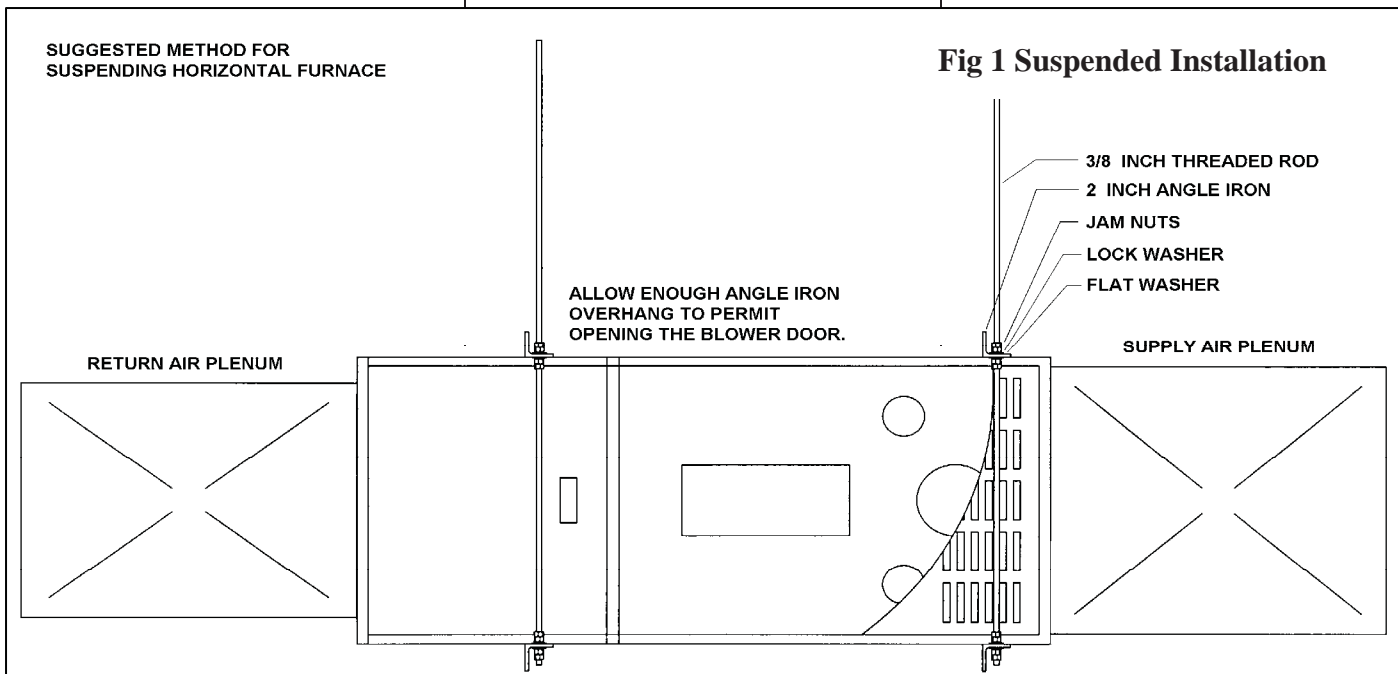 SUGGESTED METHOD FOR
SUSPENDING HORIZONTAL FURNACE
Fig 1 Suspended Installation
3/8 INCH THREADED ROD
2 INCH ANGLE IRON
JAM NUTS
LOCK WASHER
FLAT WASHER
ALLOW ENOUGH ANGLE IRON
OVERHANG TO PERMIT
OPENING THE BLOWER DOOR.
RETURN AIR PLENUM
SUPPLY AIR PLENUM